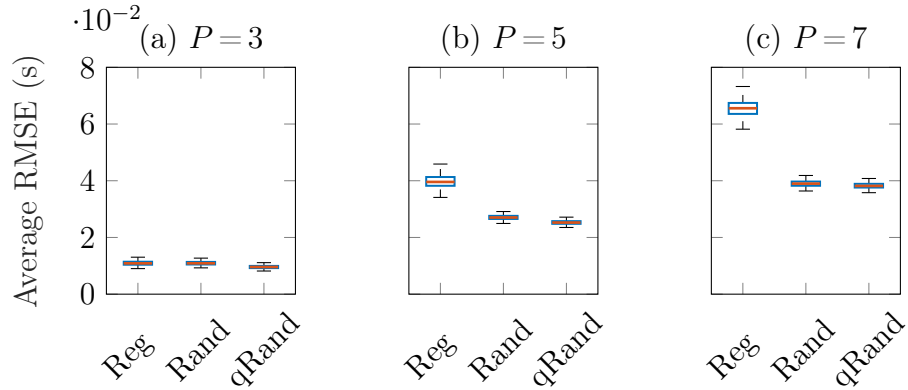 ·10−2
(a) P = 3
(b) P = 5
(c) P = 7
Average RMSE (s)
8
6
4
2
0
Reg
Rand
qRand
Reg
Rand
qRand
Reg
Rand
qRand